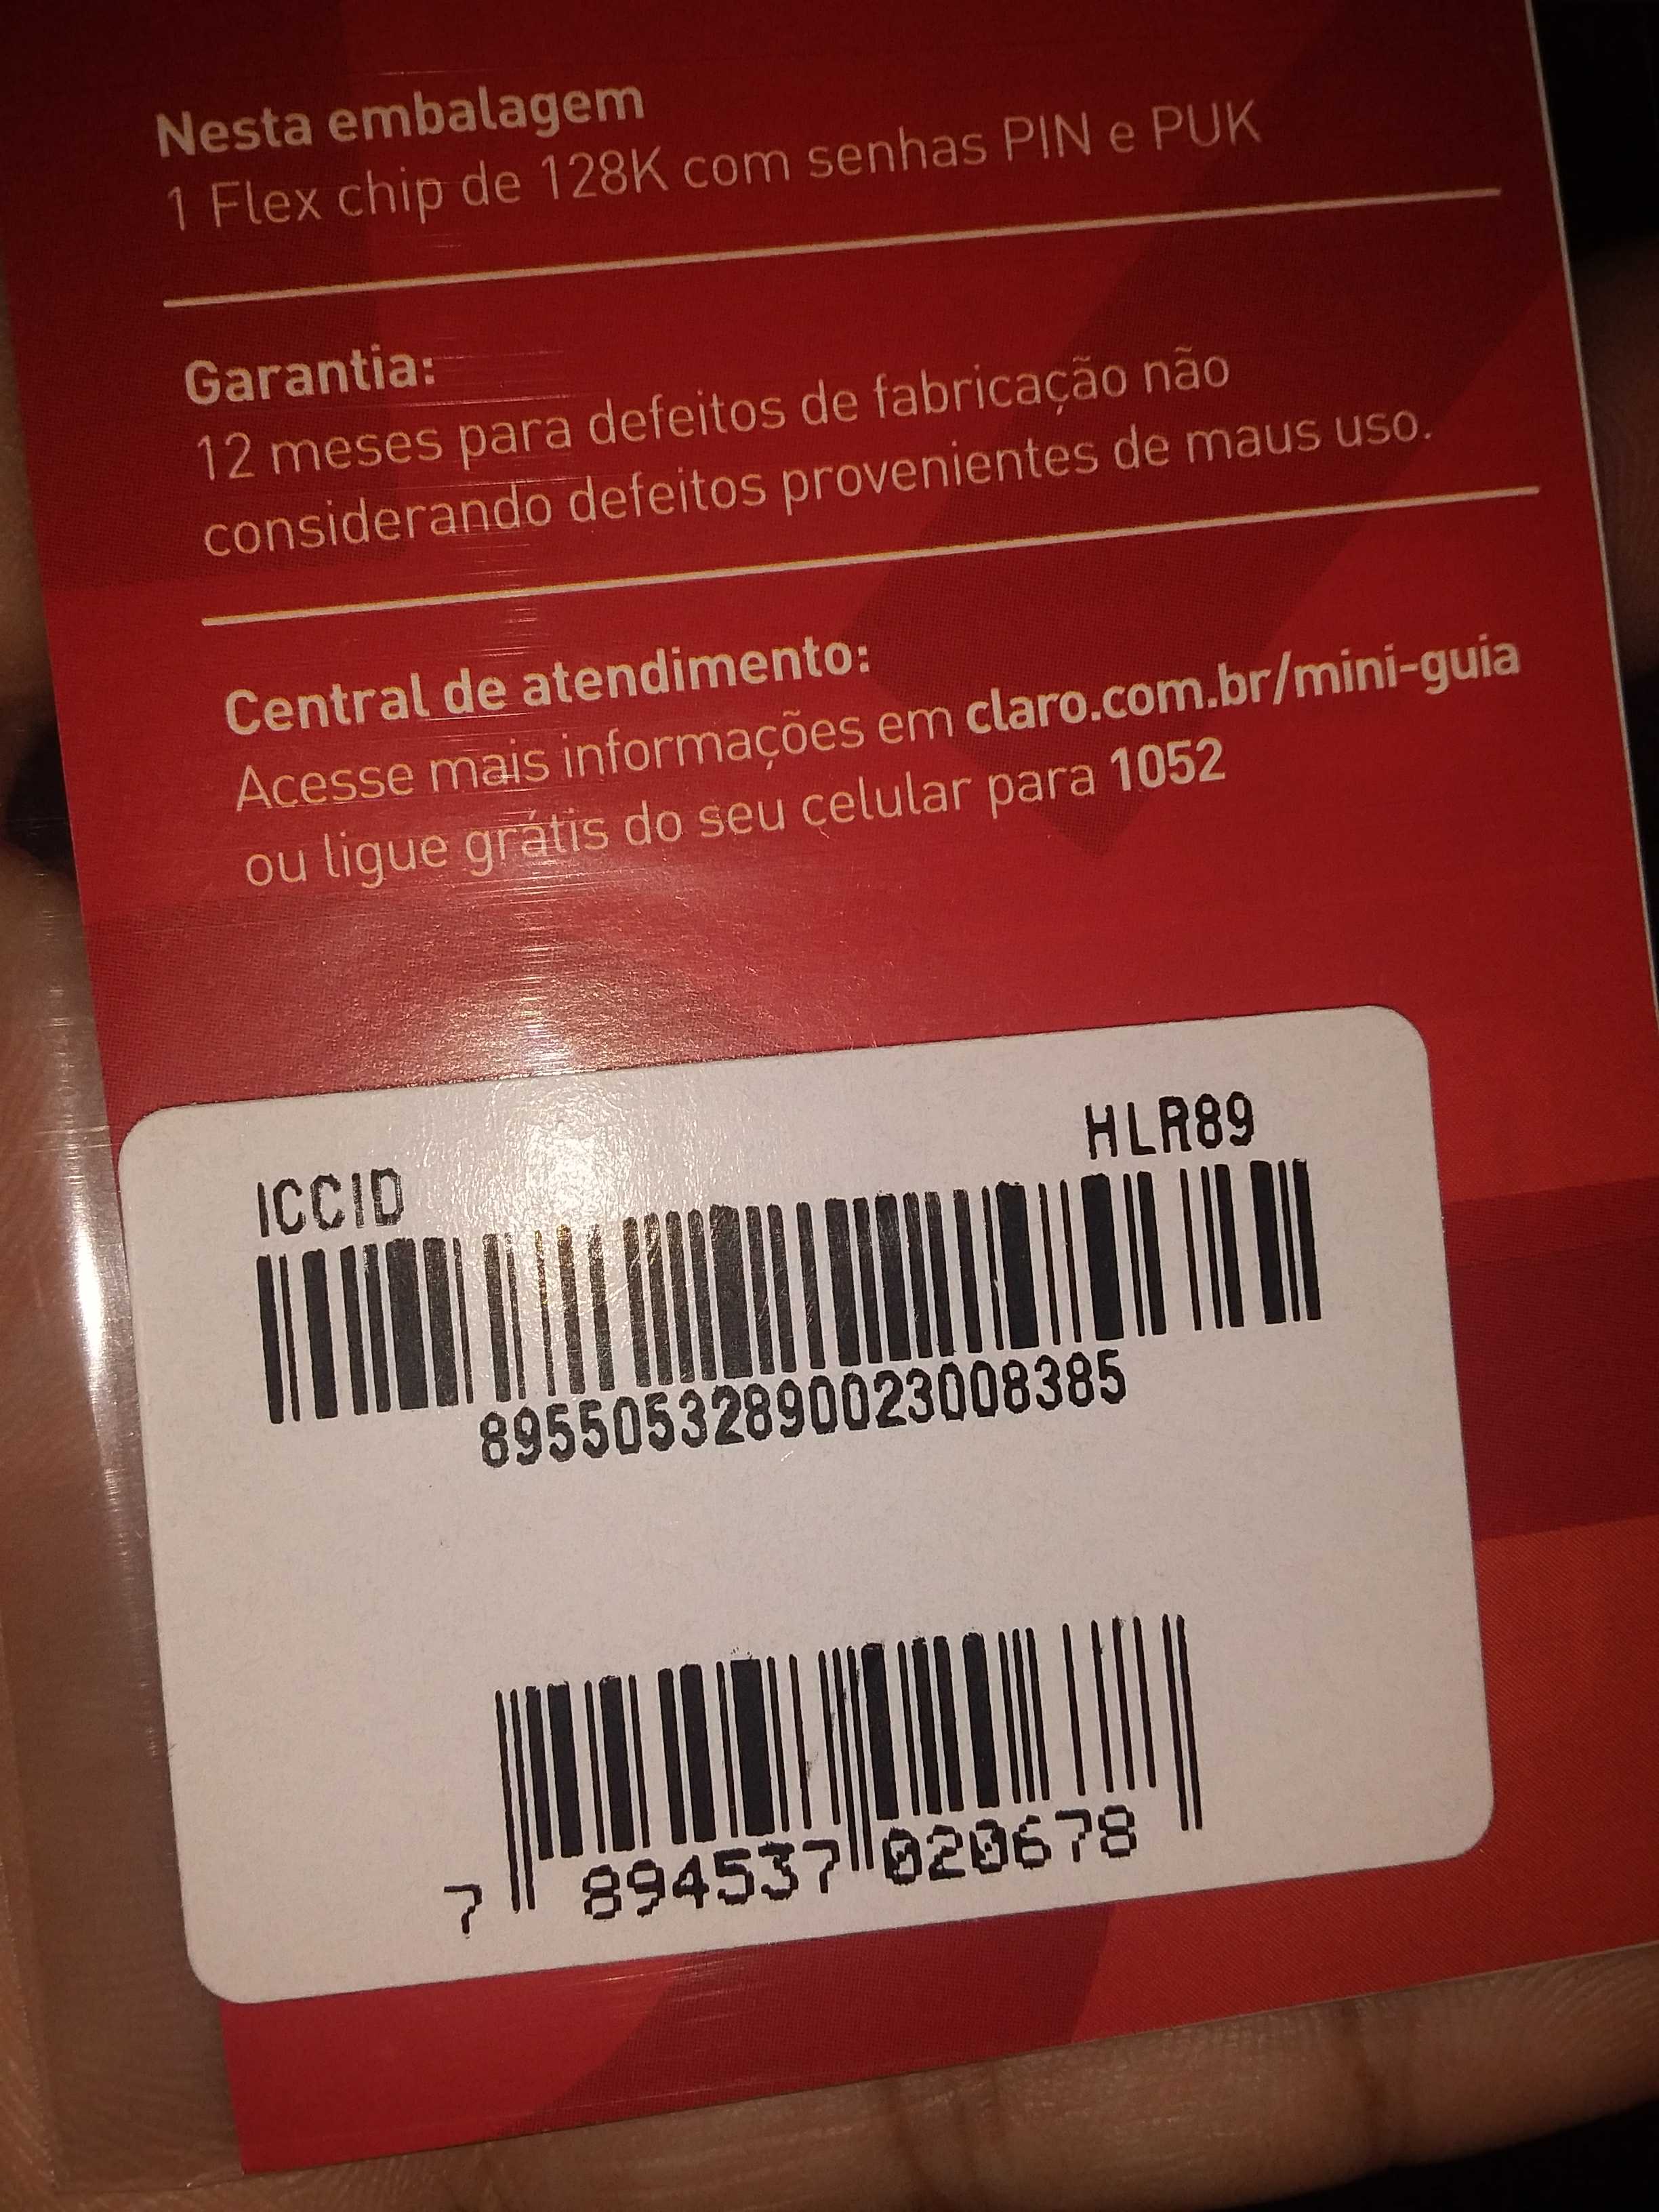 Nesta embalagem
1 Flex chip de 128K com senhas PIN e PUK
Garantia:
12 meses para defeitos de fabricação não
considerando defeitos provenientes de maus uso.
Central de atendimento:
Acesse mais informações em claro.com.br/mini-guia
ou ligue grátis do seu celular para 1052
ICCID HLR89
89550532890023008385
7 894537 020678